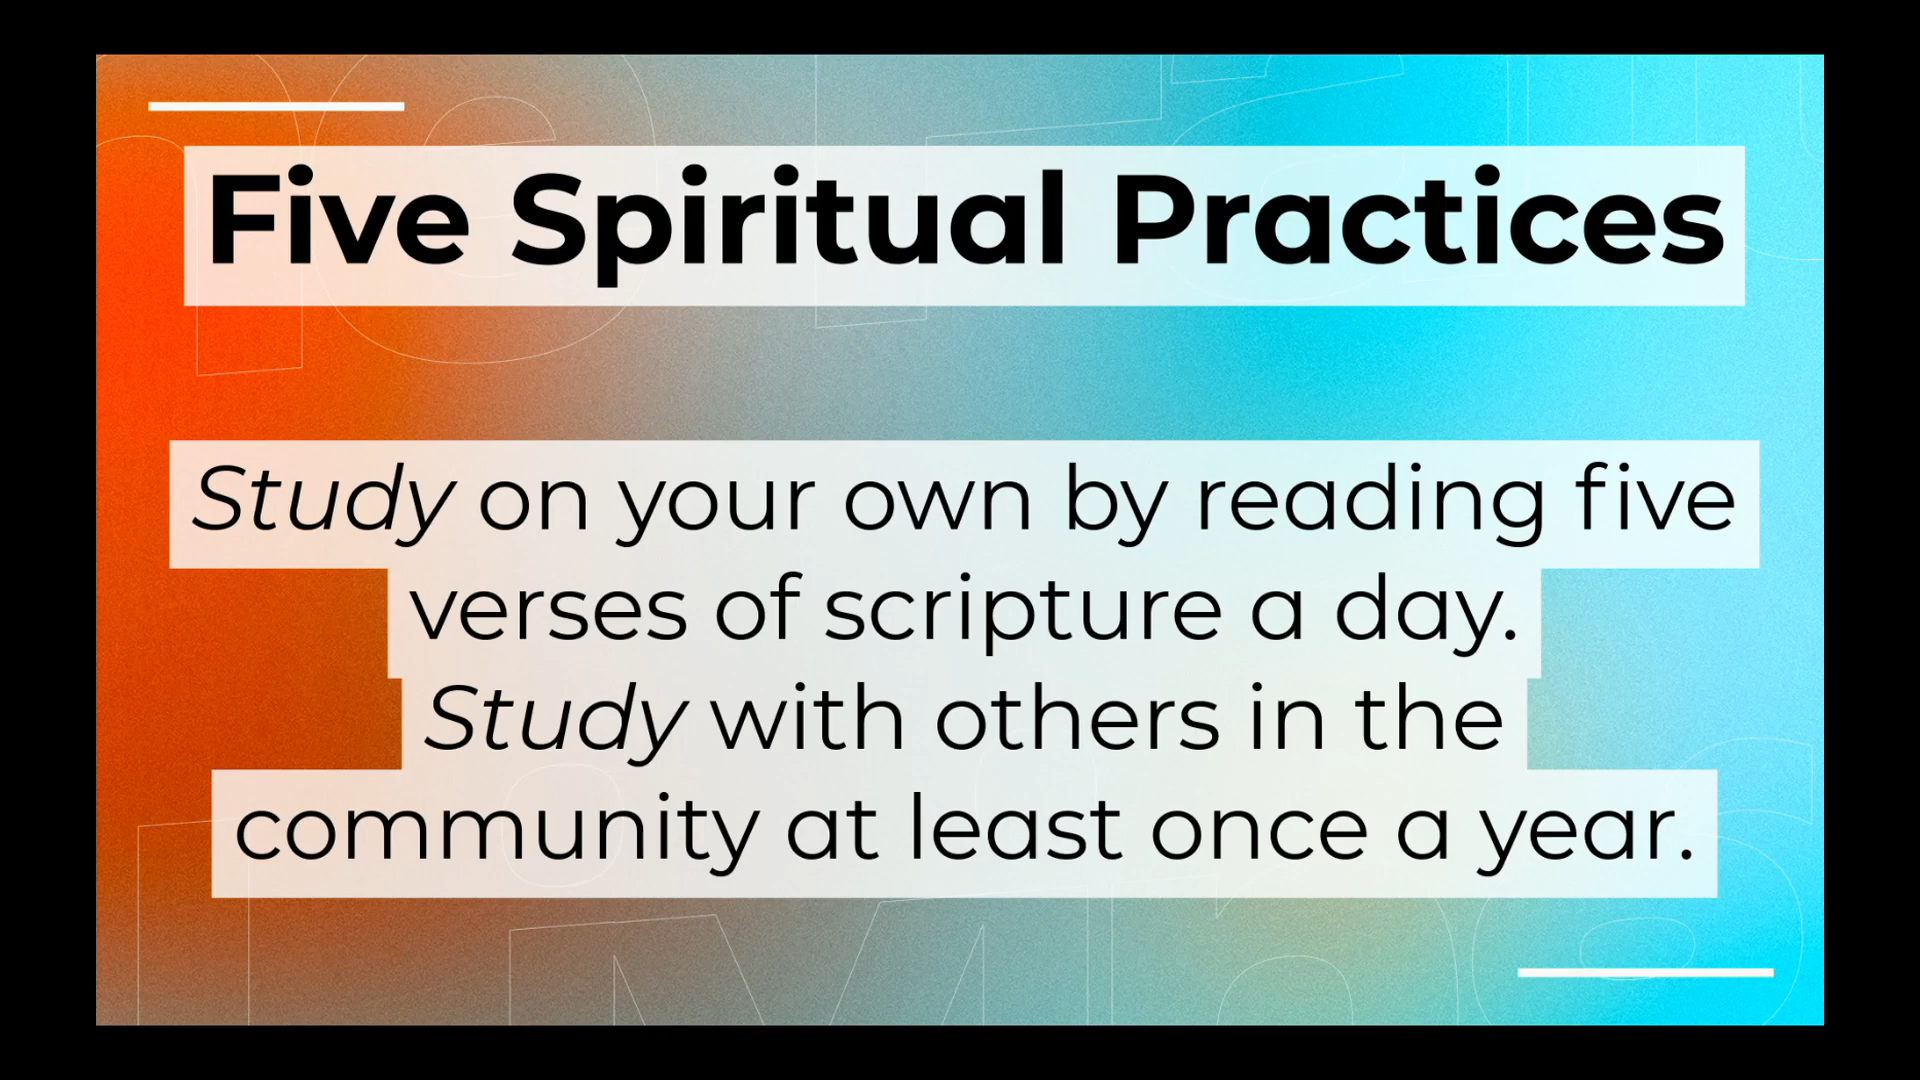 Five Spiritual Practices
Study on your own by reading five
verses of scripture a day.
Study with others in the
community at least once a year.